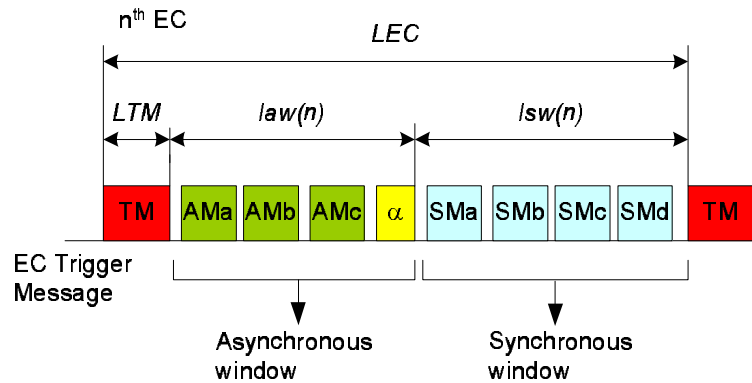 nth EC
LEC
LTM
law(n)
lsw(n)
TM
AMa
AMb
AMc
α
SMa
SMb
SMc
SMd
TM
EC Trigger
Message
Asynchronous
window
Synchronous
window